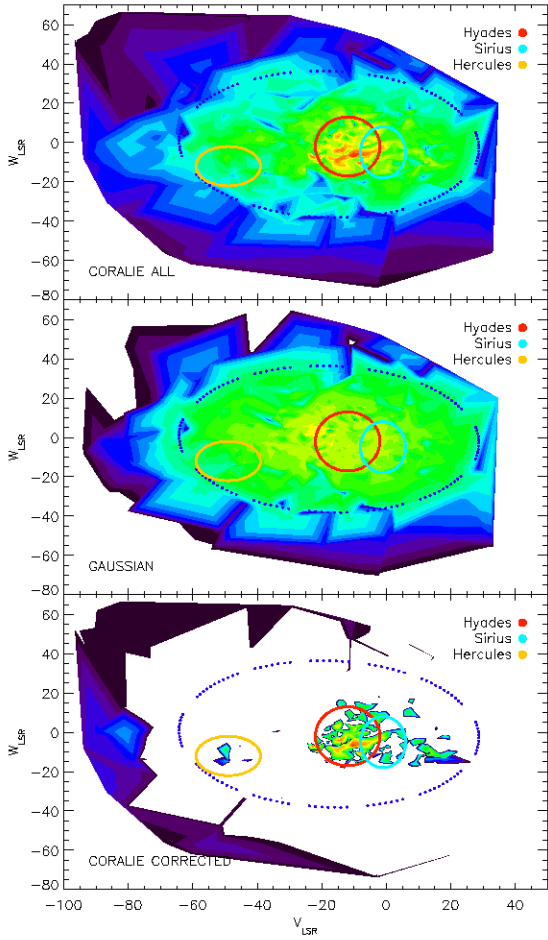 60
40
20
0
−20
−40
−60
−80
W_LSR
Hyades
Sirius
Hercules
CORALIE ALL
60
40
20
0
−20
−40
−60
−80
W_LSR
Hyades
Sirius
Hercules
GAUSSIAN
60
40
20
0
−20
−40
−60
−80
W_LSR
Hyades
Sirius
Hercules
CORALIE CORRECTED
−100 −80 −60 −40 −20 0 20 40
V_LSR